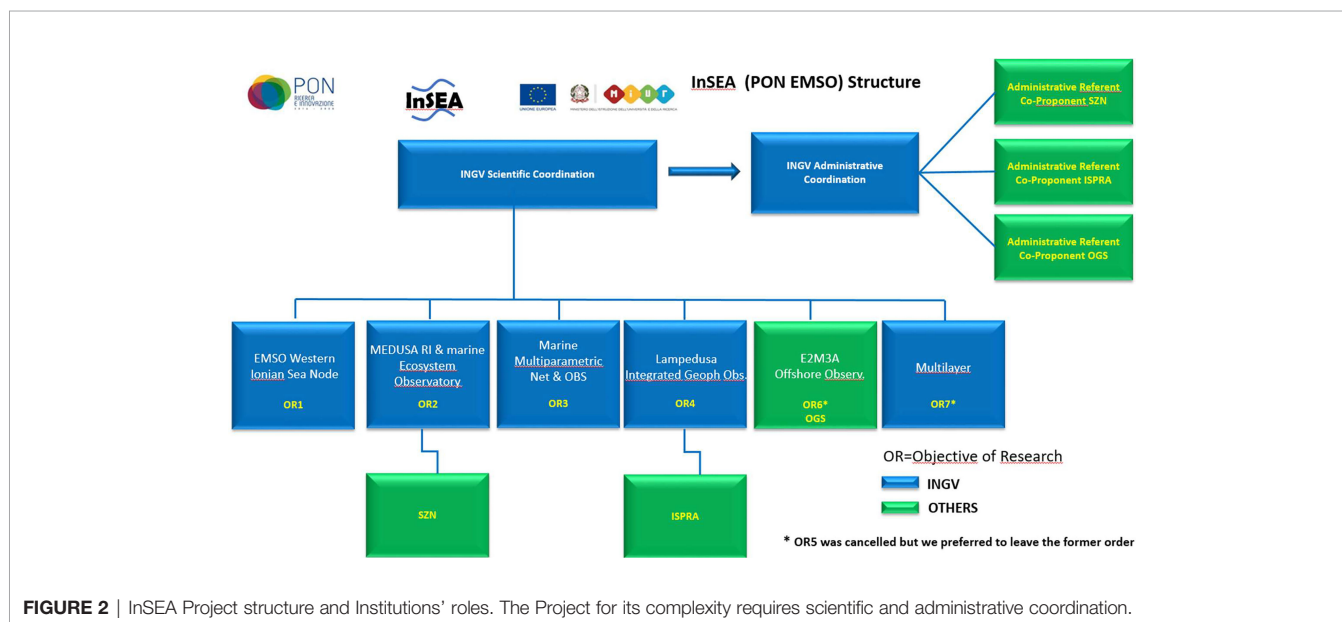 PON
RICERCA
E INNOVAZIONE
2014 - 2020
InSEA
UNIONE EUROPEA
MIUR
InSEA (PON EMSO) Structure
Administrative Referent
Co-Proponent SZN
INGV Scientific Coordination
INGV Administrative
Coordination
Administrative Referent
Co-Proponent ISPRA
Administrative Referent
Co-Proponent OGS
EMSO Western
Ionian Sea Node
OR1
MEDUSA RI & marine
Ecosystem
Observatory
OR2
Marine
Multiparametric
Net & OBS
OR3
Lampedusa
Integrated Geoph Obs.
OR4
E2M3A
Offshore Observ.
OR6*
OGS
Multilayer
OR7*
SZN
ISPRA
OR=Objective of Research
INGV
OTHERS
* OR5 was cancelled but we preferred to leave the former order
FIGURE 2 | InSEA Project structure and Institutions' roles. The Project for its complexity requires scientific and administrative coordination.